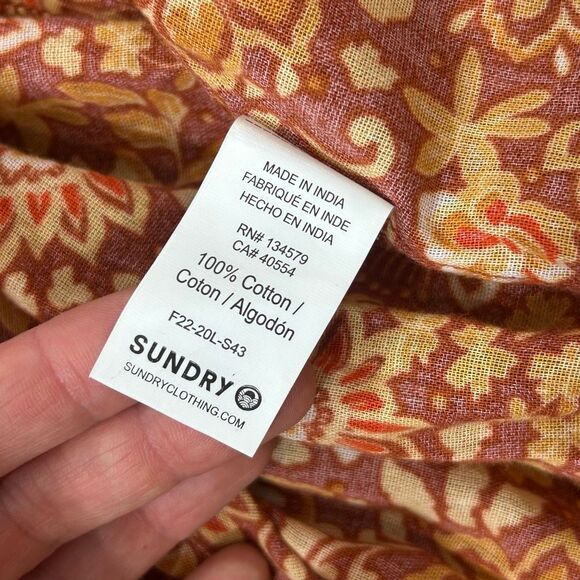 MADE IN INDIA
FABRIQUÉ EN INDE
HECHO EN INDIA
RN# 134579
CA# 40554
100% Cotton /
Coton / Algodón
F22-20L-S43
SUNDRY
SUNDRYCLOTHING.COM